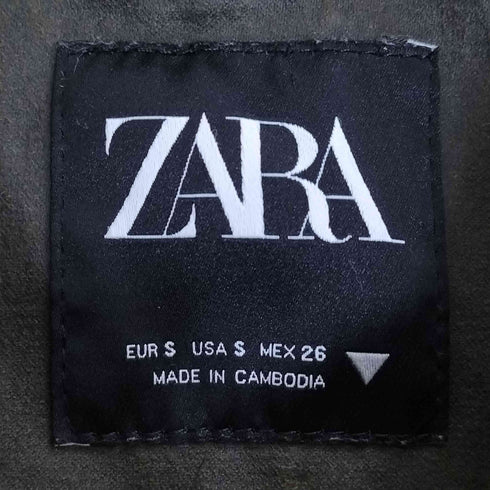 ZARA
EUR S USA S MEX 26
MADE IN CAMBODIA